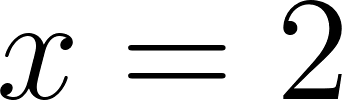 x = 2